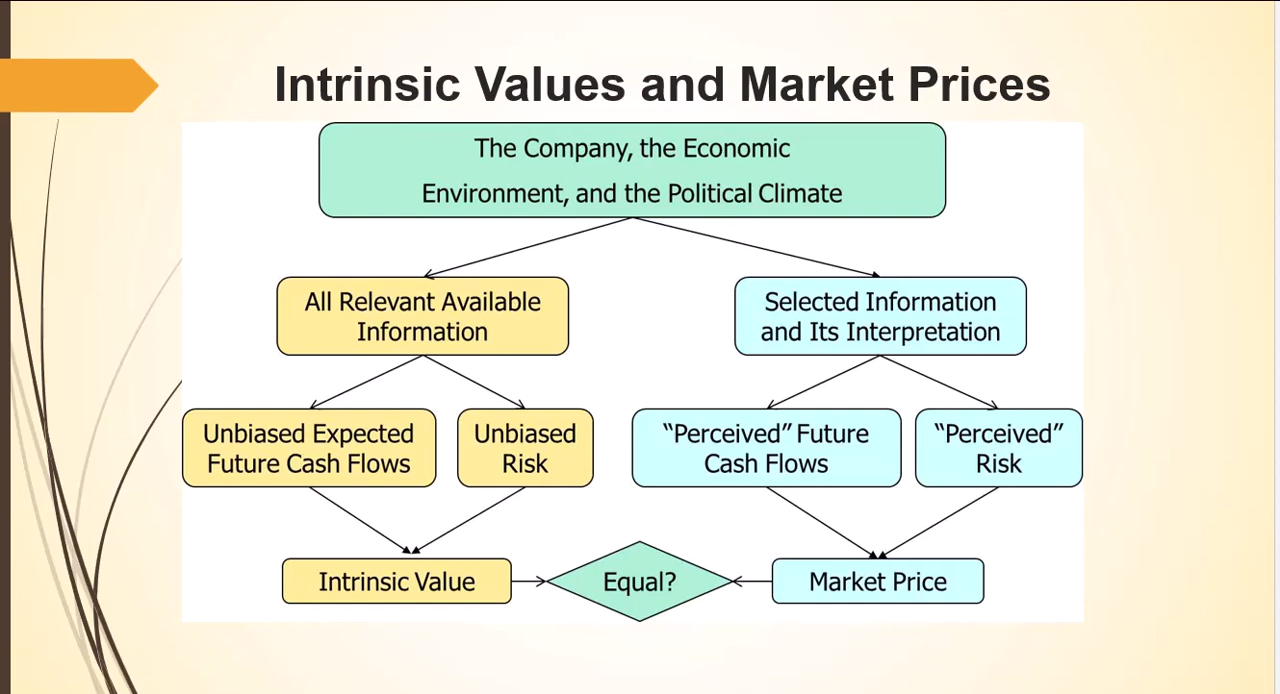 Intrinsic Values and Market Prices
The Company, the Economic
Environment, and the Political Climate
All Relevant Available
Information
Selected Information
and Its Interpretation
Unbiased Expected
Future Cash Flows
Unbiased
Risk
“Perceived” Future
Cash Flows
“Perceived”
Risk
Intrinsic Value
Equal?
Market Price